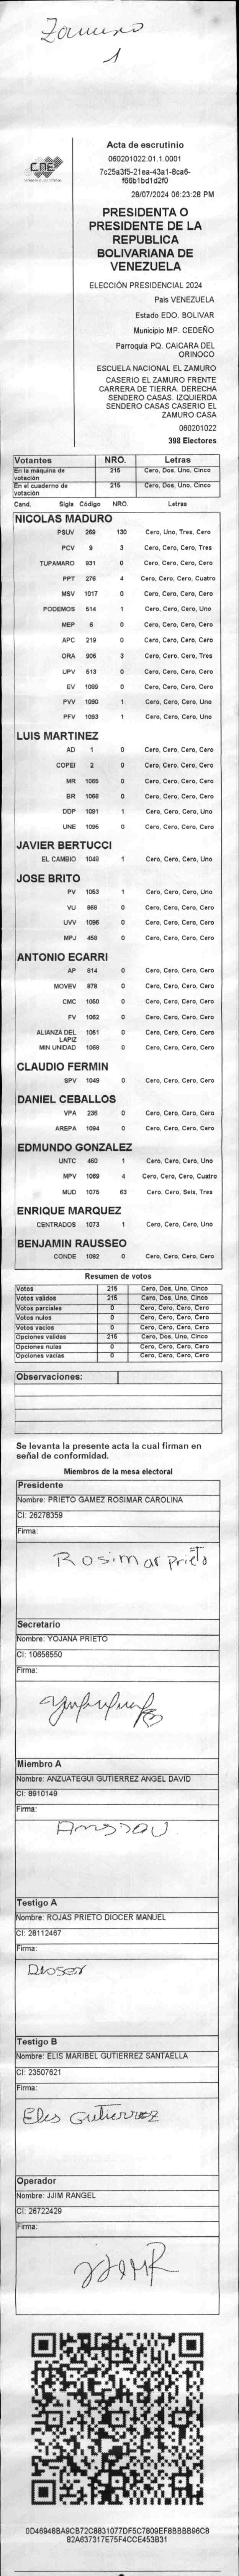 Zamuro
1
CNE
Acta de escrutinio
060201022.01.1.0001
7c25a3f5-21ea-43a1-8ca6-
f66b1bd1d2f0
28/07/2024 06:23:28 PM
PRESIDENTA O
PRESIDENTE DE LA
REPUBLICA
BOLIVARIANA DE
VENEZUELA
ELECCIÓN PRESIDENCIAL 2024
País VENEZUELA
Estado EDO. BOLIVAR
Municipio MP. CEDEÑO
Parroquia PQ. CAICARA DEL
ORINOCO
ESCUELA NACIONAL EL ZAMURO
CASERIO EL ZAMURO FRENTE
CARRERA DE TIERRA. DERECHA
SENDERO CASAS. IZQUIERDA
SENDERO CASAS CASERIO EL
ZAMURO CASA
060201022
398 Electores
Votantes NRO. Letras
En la máquina de votación 215 Cero, Dos, Uno, Cinco
En el cuaderno de votación 215 Cero, Dos, Uno, Cinco
Cand. Sigla Código NRO. Letras
NICOLAS MADURO
PSUV 269 130 Cero, Uno, Tres, Cero
PCV 9 3 Cero, Cero, Cero, Tres
TUPAMARO 931 0 Cero, Cero, Cero, Cero
PPT 276 4 Cero, Cero, Cero, Cuatro
MSV 1017 0 Cero, Cero, Cero, Cero
PODEMOS 514 1 Cero, Cero, Cero, Uno
MEP 6 0 Cero, Cero, Cero, Cero
APC 219 0 Cero, Cero, Cero, Cero
ORA 906 3 Cero, Cero, Cero, Tres
UPV 513 0 Cero, Cero, Cero, Cero
EV 1089 0 Cero, Cero, Cero, Cero
PVV 1090 1 Cero, Cero, Cero, Uno
PFV 1093 1 Cero, Cero, Cero, Uno
LUIS MARTINEZ
AD 1 0 Cero, Cero, Cero, Cero
COPEI 2 0 Cero, Cero, Cero, Cero
MR 1065 0 Cero, Cero, Cero, Cero
BR 1066 0 Cero, Cero, Cero, Cero
DDP 1091 1 Cero, Cero, Cero, Uno
UNE 1095 0 Cero, Cero, Cero, Cero
JAVIER BERTUCCI
EL CAMBIO 1048 1 Cero, Cero, Cero, Uno
JOSE BRITO
PV 1053 1 Cero, Cero, Cero, Uno
VU 868 0 Cero, Cero, Cero, Cero
UVV 1096 0 Cero, Cero, Cero, Cero
MPJ 458 0 Cero, Cero, Cero, Cero
ANTONIO ECARRI
AP 814 0 Cero, Cero, Cero, Cero
MOVEV 878 0 Cero, Cero, Cero, Cero
CMC 1050 0 Cero, Cero, Cero, Cero
FV 1062 0 Cero, Cero, Cero, Cero
ALIANZA DEL LAPIZ 1051 0 Cero, Cero, Cero, Cero
MIN UNIDAD 1058 0 Cero, Cero, Cero, Cero
CLAUDIO FERMIN
SPV 1049 0 Cero, Cero, Cero, Cero
DANIEL CEBALLOS
VPA 236 0 Cero, Cero, Cero, Cero
AREPA 1094 0 Cero, Cero, Cero, Cero
EDMUNDO GONZALEZ
UNTC 460 1 Cero, Cero, Cero, Uno
MPV 1069 4 Cero, Cero, Cero, Cuatro
MUD 1075 63 Cero, Cero, Seis, Tres
ENRIQUE MARQUEZ
CENTRADOS 1073 1 Cero, Cero, Cero, Uno
BENJAMIN RAUSSEO
CONDE 1092 0 Cero, Cero, Cero, Cero
Resumen de votos
Votos 215 Cero, Dos, Uno, Cinco
Votos validos 215 Cero, Dos, Uno, Cinco
Votos parciales 0 Cero, Cero, Cero, Cero
Votos nulos 0 Cero, Cero, Cero, Cero
Votos vacios 0 Cero, Cero, Cero, Cero
Opciones validas 215 Cero, Dos, Uno, Cinco
Opciones nulas 0 Cero, Cero, Cero, Cero
Opciones vacias 0 Cero, Cero, Cero, Cero
Observaciones:
Se levanta la presente acta la cual firman en
señal de conformidad.
Miembros de la mesa electoral
Presidente
Nombre: PRIETO GAMEZ ROSIMAR CAROLINA
CI: 26278359
Firma:
Rosimar Prieto
Secretario
Nombre: YOJANA PRIETO
CI: 10656550
Firma:
Miembro A
Nombre: ANZUATEGUI GUTIERREZ ANGEL DAVID
CI: 8910149
Firma:
Testigo A
Nombre: ROJAS PRIETO DIOCER MANUEL
CI: 28112467
Firma:
Dioser
Testigo B
Nombre: ELIS MARIBEL GUTIERREZ SANTAELLA
CI: 23507621
Firma:
Elis Gutierrez
Operador
Nombre: JJIM RANGEL
CI: 26722429
Firma:
0D46948BA9CB72C8831077DF5C7809EF8BBBB96C8
82A637317E75F4CCE453B31